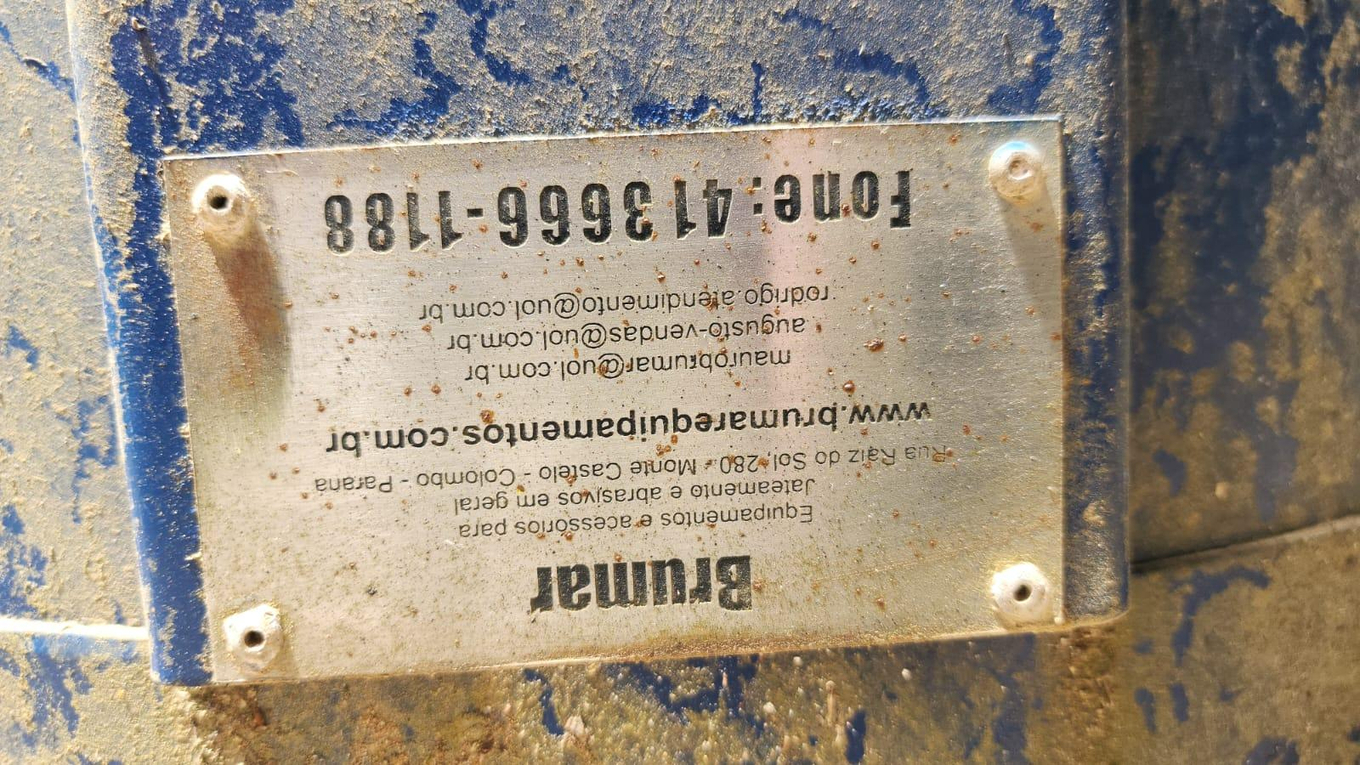 Brumar
Equipamentos e acessórios para
Jateamento e abrasivos em geral
Rua Raiz do Sol, 280 - Monte Castelo - Colombo - Paraná
www.brumarequipamentos.com.br
maurobrumar@uol.com.br
augusto-vendas@uol.com.br
rodrigo.atendimento@uol.com.br
Fone: 41 3666-1188